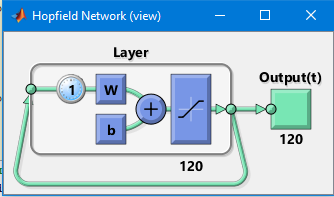 Hopfield Network (view)
Layer
Output(t)
1
W
b
+
120
120